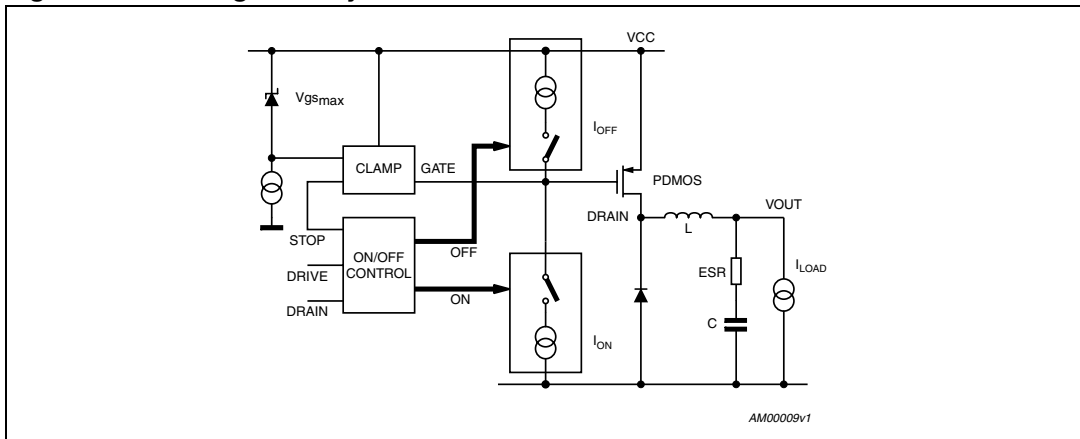 VCC
Vgsmax
IOFF
CLAMP
GATE
PDMOS
DRAIN
VOUT
L
STOP
OFF
ON/OFF
CONTROL
DRIVE
ESR
ILOAD
DRAIN
ON
C
ION
AM00009v1